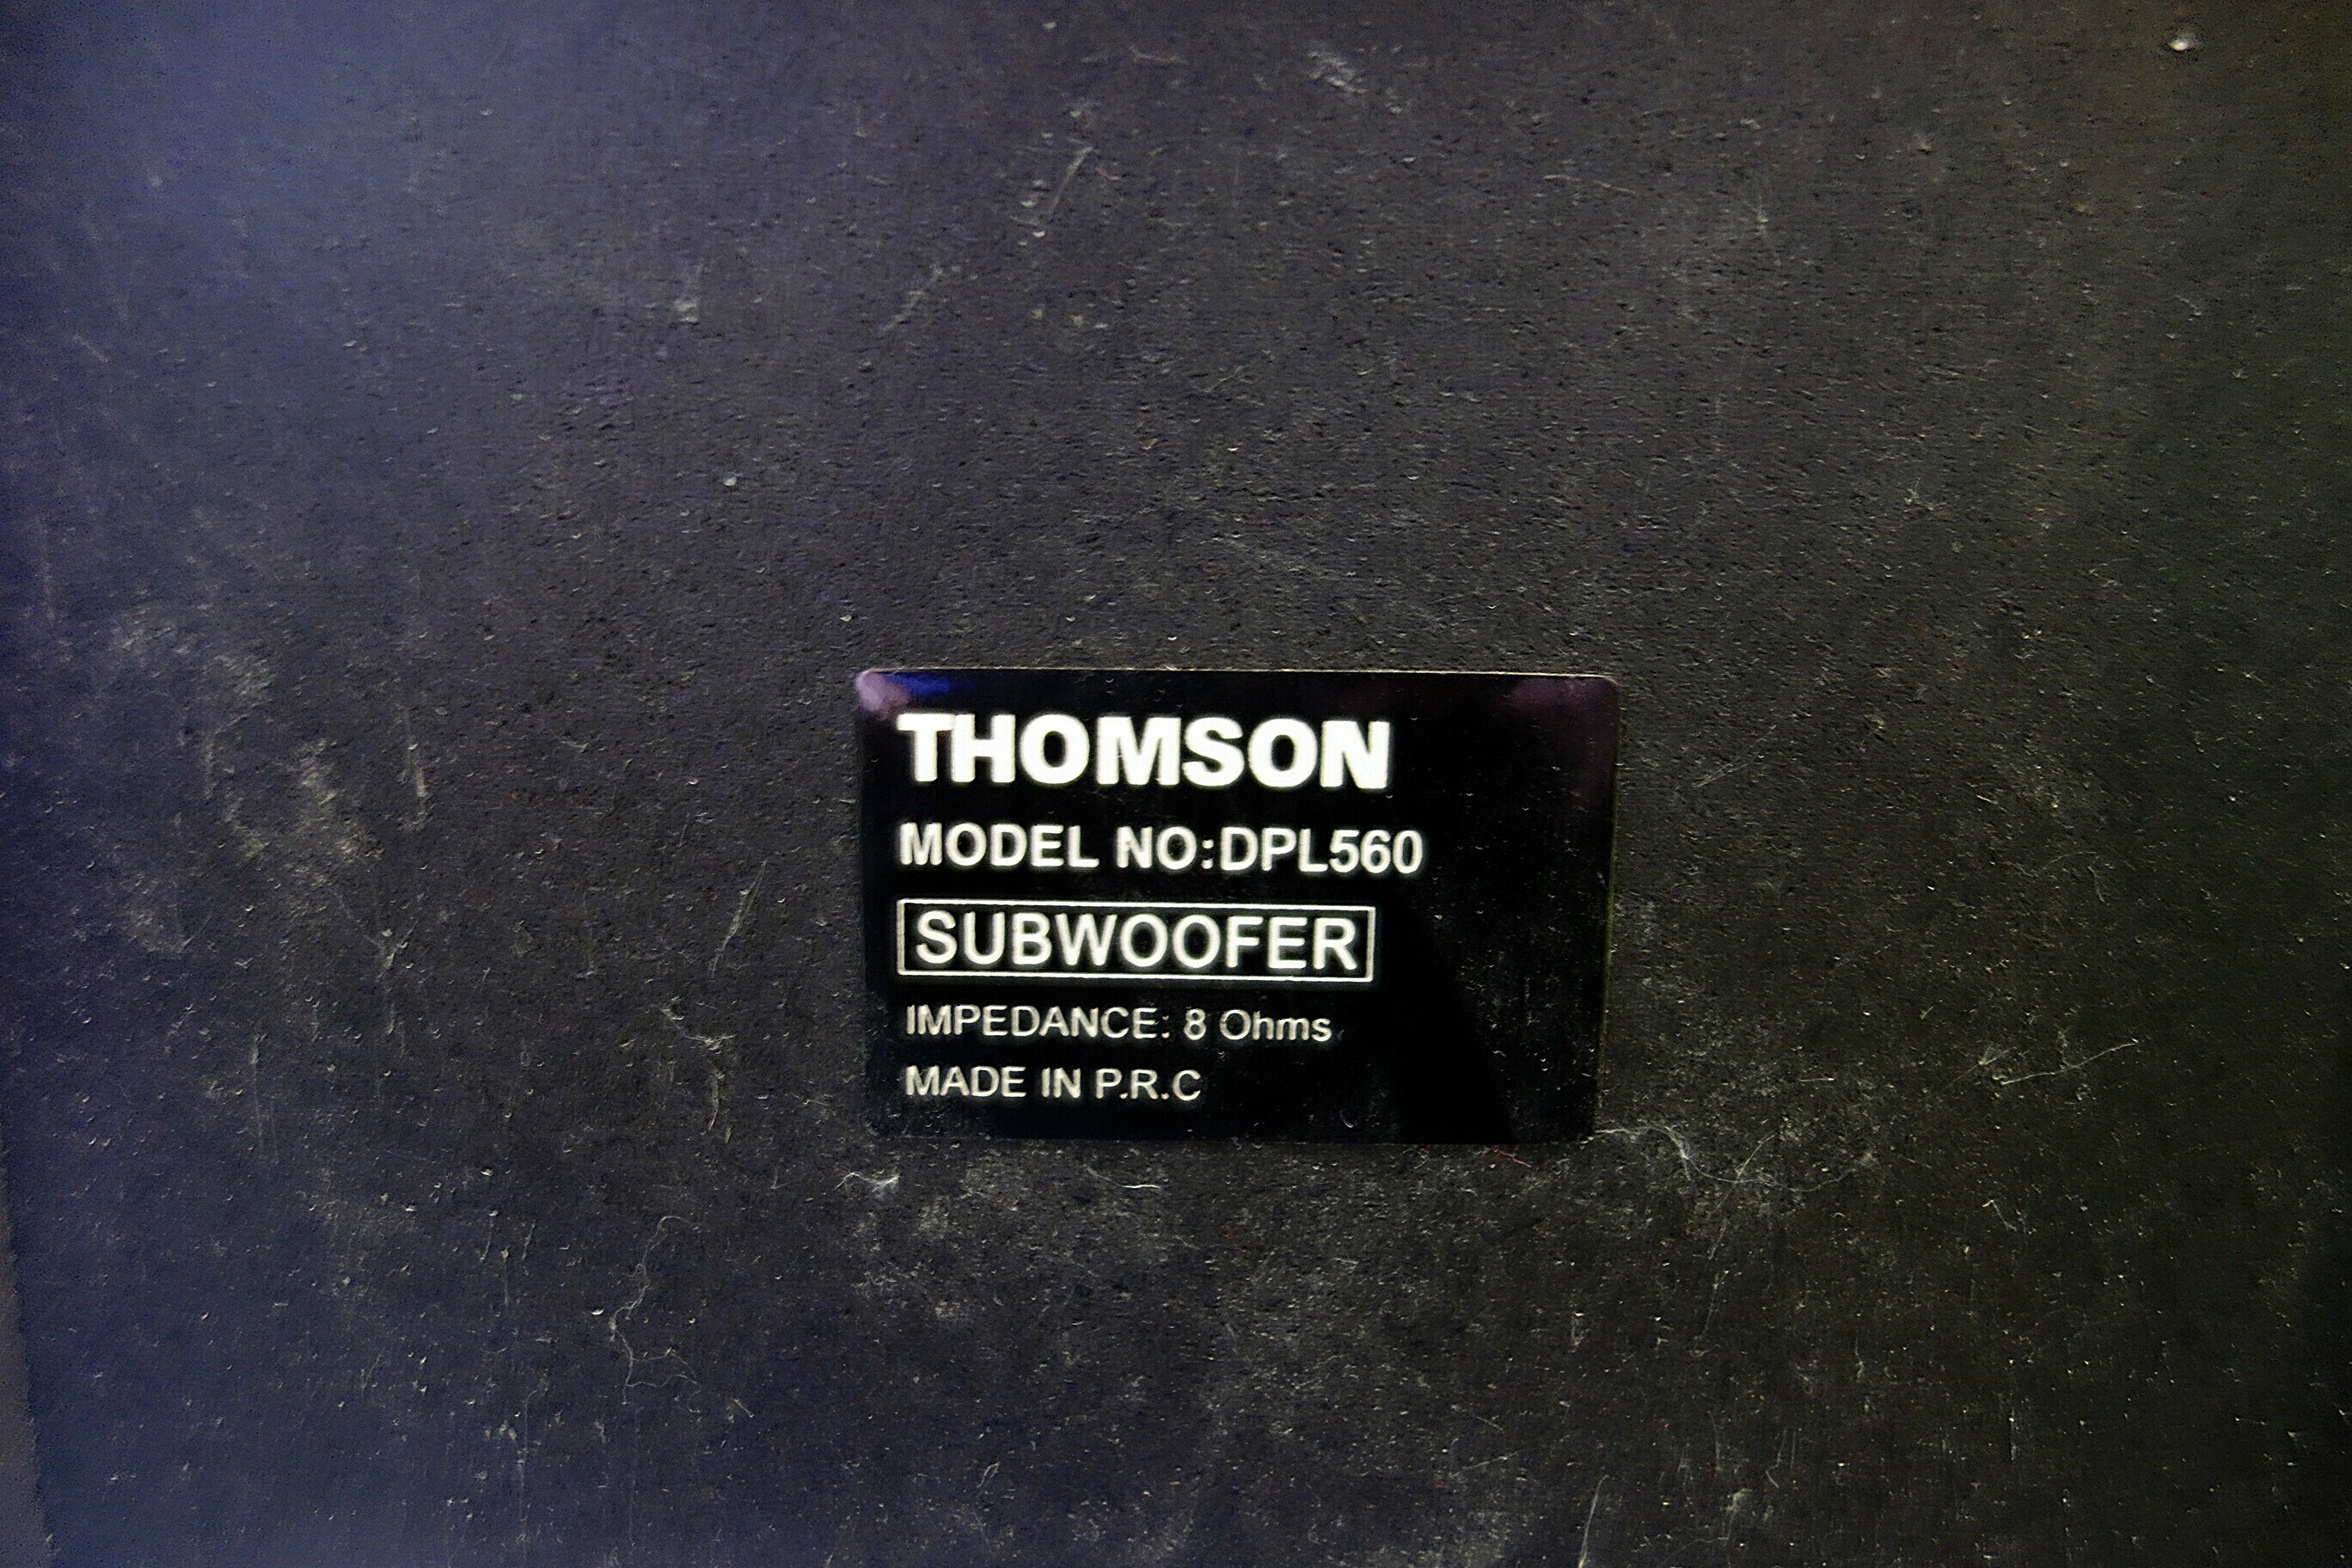 THOMSON
MODEL NO:DPL560
SUBWOOFER
IMPEDANCE: 8 Ohms
MADE IN P.R.C